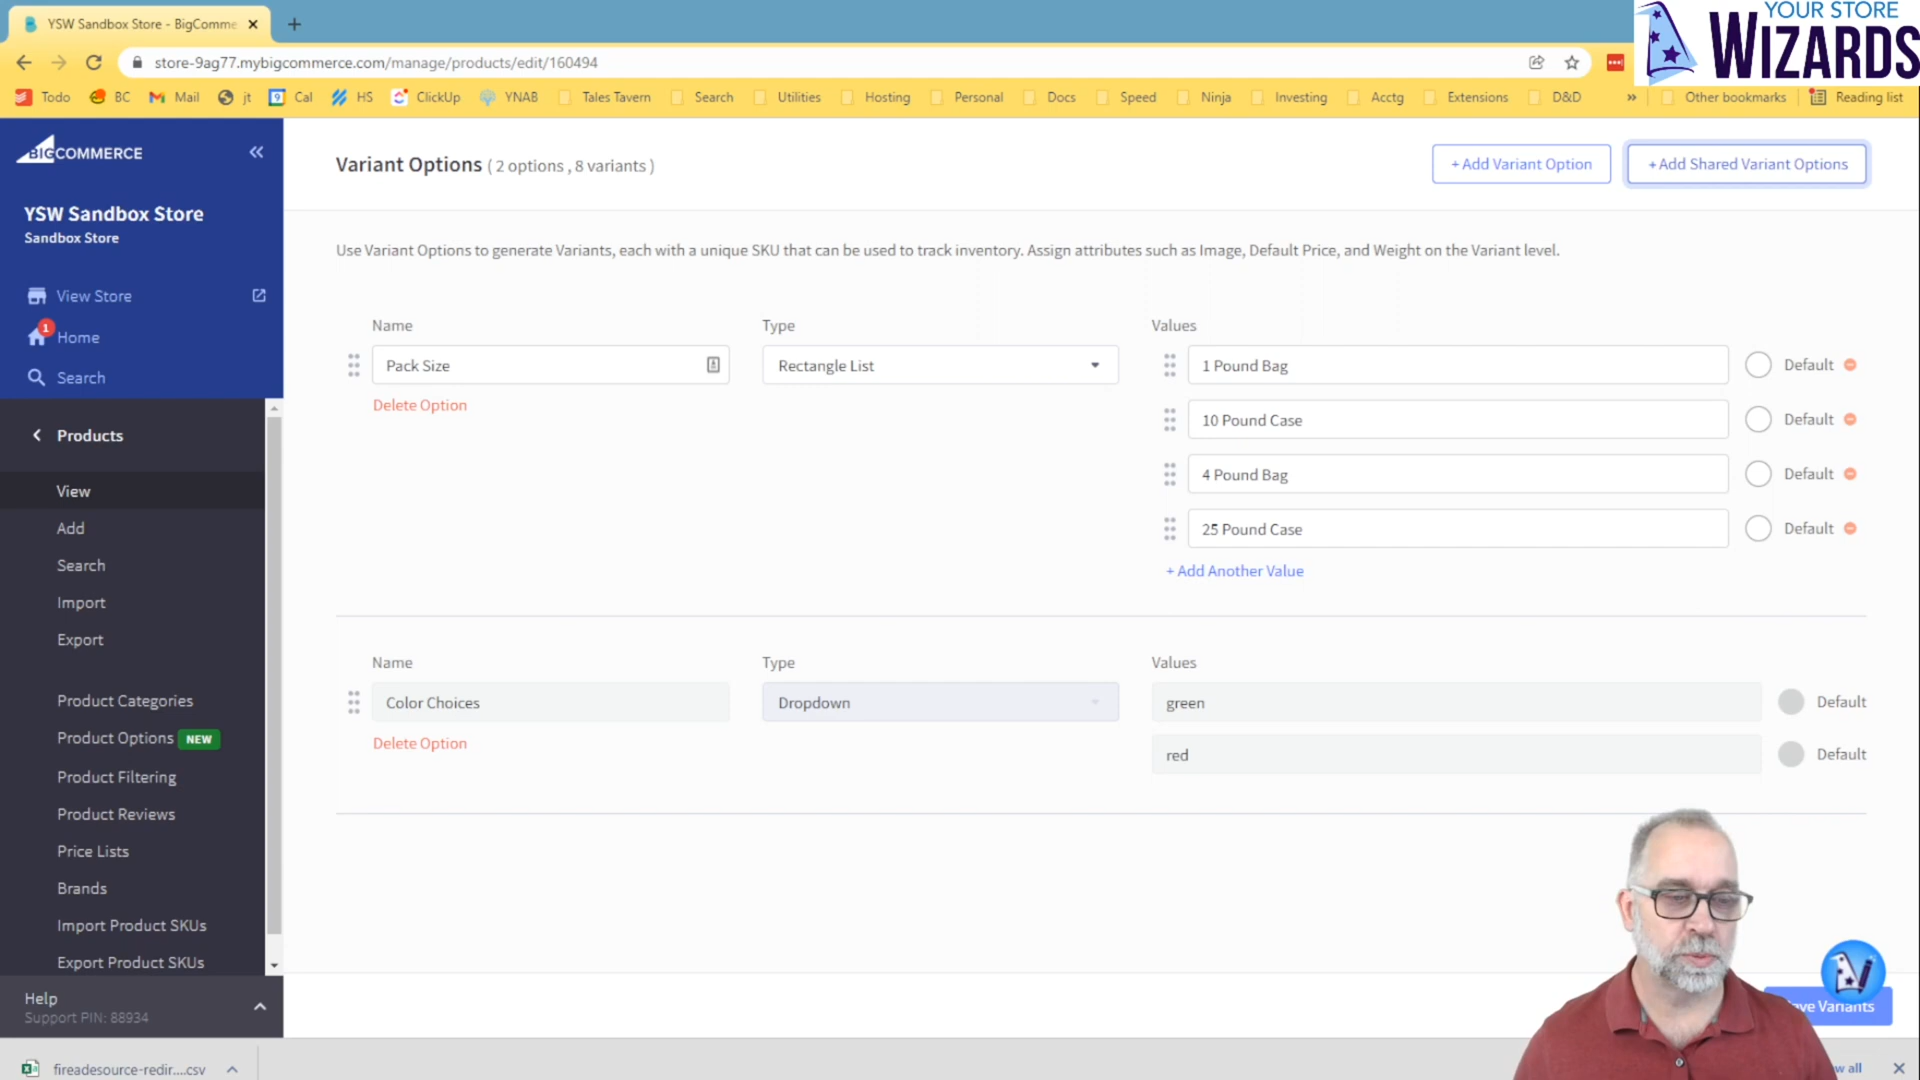 YSW Sandbox Store - BigComme
YOUR STORE
WIZARDS
store-9ag77.mybigcommerce.com/manage/products/edit/160494
Todo BC Mail jt Cal HS ClickUp YNAB Tales Tavern Search Utilities Hosting Personal Docs Speed Ninja Investing Acctg Extensions D&D » Other bookmarks Reading list
BIGCOMMERCE
YSW Sandbox Store
Sandbox Store
View Store
1
Home
Search
Products
View
Add
Search
Import
Export
Product Categories
Product Options NEW
Product Filtering
Product Reviews
Price Lists
Brands
Import Product SKUs
Export Product SKUs
Help
Support PIN: 88934
Variant Options ( 2 options , 8 variants )
+ Add Variant Option
+ Add Shared Variant Options
Use Variant Options to generate Variants, each with a unique SKU that can be used to track inventory. Assign attributes such as Image, Default Price, and Weight on the Variant level.
Name Type Values
Pack Size Rectangle List 1 Pound Bag Default
Delete Option
10 Pound Case Default
4 Pound Bag Default
25 Pound Case Default
+ Add Another Value
Name Type Values
Color Choices Dropdown green Default
Delete Option
red Default
Variants
fireadesource-redir....csv
all